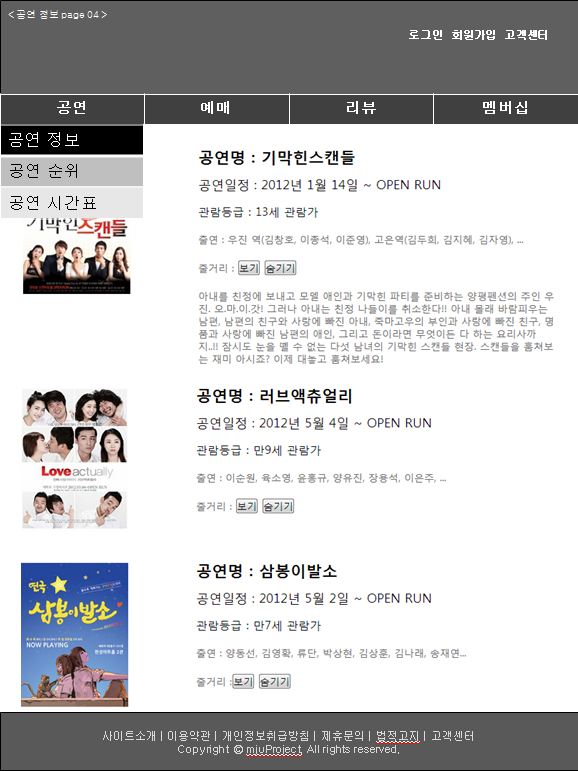 <공연 정보 page 04>
로그인 회원가입 고객센터
공연 예매 리뷰 멤버십
공연 정보
공연 순위
공연 시간표
기막힌스캔들
공연명 : 기막힌스캔들
공연일정 : 2012년 1월 14일 ~ OPEN RUN
관람등급 : 13세 관람가
출연 : 우진 역(김창호, 이종석, 이준영), 고은역(김두희, 김지혜, 김자영), ...
줄거리 : 보기 숨기기
아내를 친정에 보내고 모델 애인과 기막힌 파티를 준비하는 양평펜션의 주인 우
진. 오.마.이.갓! 그러나 아내는 친정 나들이를 취소한다!! 아내 몰래 바람피우는
남편, 남편의 친구와 사랑에 빠진 아내, 죽마고우의 부인과 사랑에 빠진 친구, 명
품과 사랑에 빠진 남편의 애인, 그리고 돈이라면 무엇이든 다 하는 요리사까
지..!! 잠시도 눈을 뗄 수 없는 다섯 남녀의 기막힌 스캔들 현장. 스캔들을 훔쳐보
는 재미 아시죠? 이제 대놓고 훔쳐보세요!
Love actually
공연명 : 러브액츄얼리
공연일정 : 2012년 5월 4일 ~ OPEN RUN
관람등급 : 만9세 관람가
출연 : 이순원, 육소영, 윤홍규, 양유진, 장용석, 이은주, ...
줄거리 : 보기 숨기기
연극
삼봉이발소
NOW PLAYING
공연명 : 삼봉이발소
공연일정 : 2012년 5월 2일 ~ OPEN RUN
관람등급 : 만7세 관람가
출연 : 양동선, 김영확, 류단, 박상현, 김상훈, 김나래, 송재연...
줄거리 : 보기 숨기기
사이트소개 | 이용약관 | 개인정보취급방침 | 제휴문의 | 법적고지 | 고객센터
Copyright © mjuProject, All rights reserved.